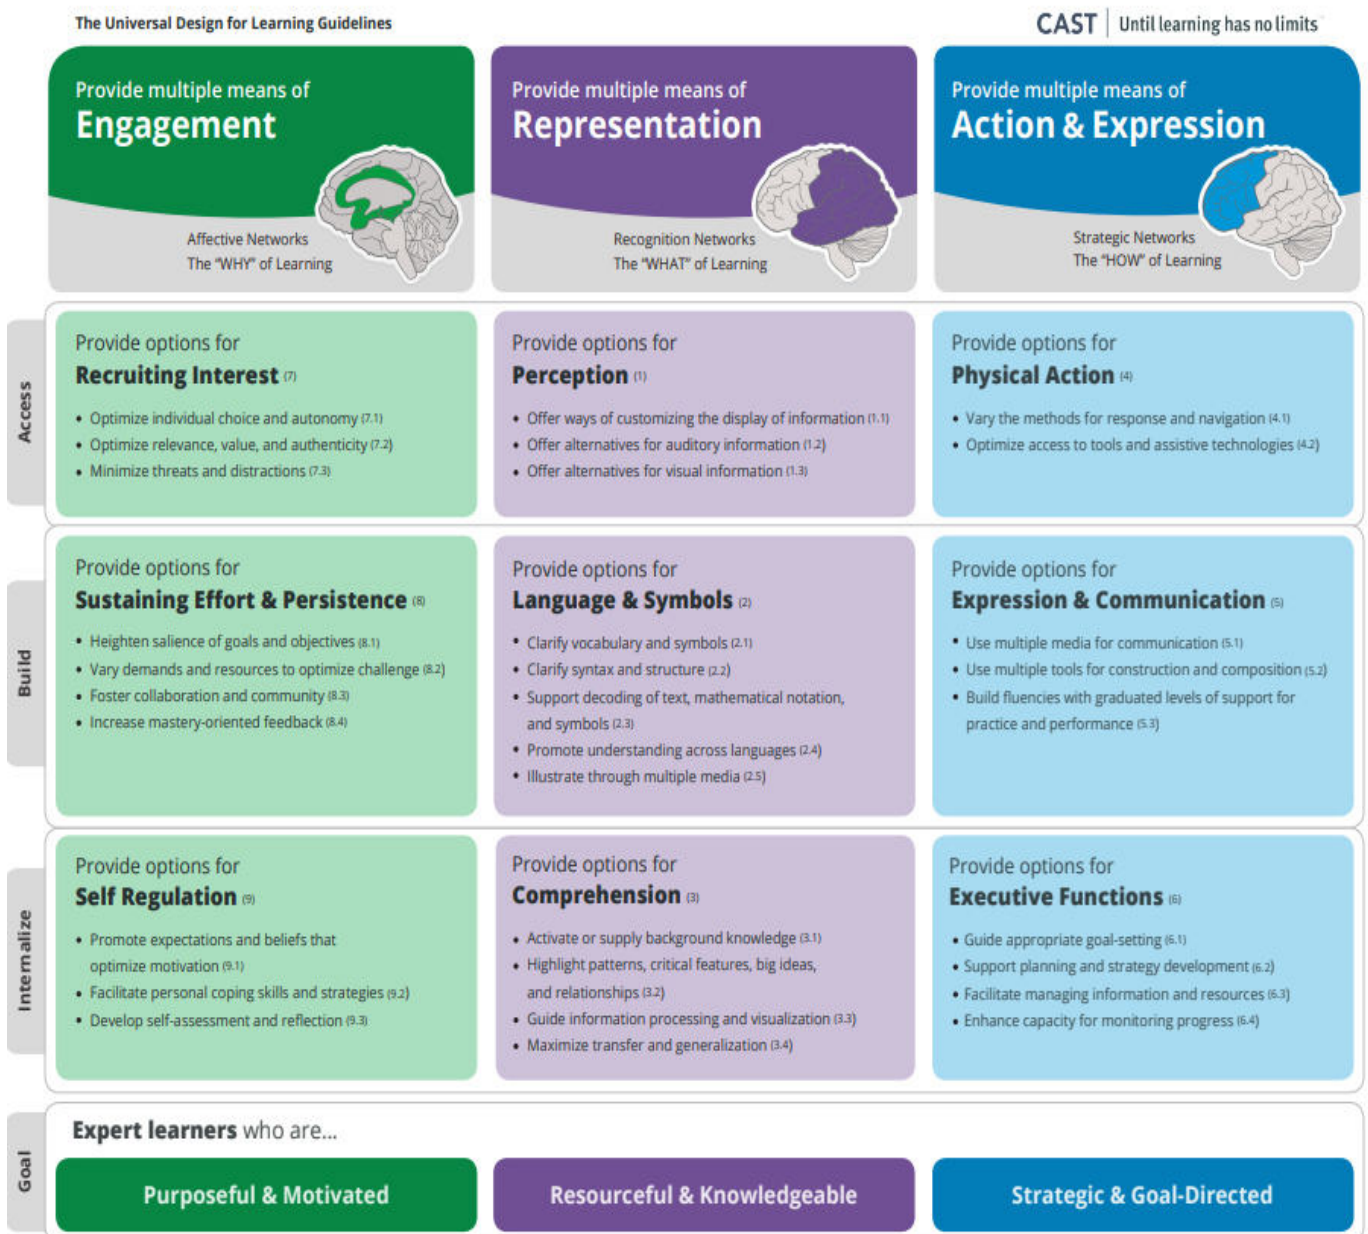 The Universal Design for Learning Guidelines
CAST | Until learning has no limits
Provide multiple means of
Engagement
Affective Networks
The "WHY" of Learning
Provide multiple means of
Representation
Recognition Networks
The "WHAT" of Learning
Provide multiple means of
Action & Expression
Strategic Networks
The "HOW" of Learning
Access
Provide options for
Recruiting Interest (7)
• Optimize individual choice and autonomy (7.1)
• Optimize relevance, value, and authenticity (7.2)
• Minimize threats and distractions (7.3)
Provide options for
Perception (1)
• Offer ways of customizing the display of information (1.1)
• Offer alternatives for auditory information (1.2)
• Offer alternatives for visual information (1.3)
Provide options for
Physical Action (4)
• Vary the methods for response and navigation (4.1)
• Optimize access to tools and assistive technologies (4.2)
Build
Provide options for
Sustaining Effort & Persistence (8)
• Heighten salience of goals and objectives (8.1)
• Vary demands and resources to optimize challenge (8.2)
• Foster collaboration and community (8.3)
• Increase mastery-oriented feedback (8.4)
Provide options for
Language & Symbols (2)
• Clarify vocabulary and symbols (2.1)
• Clarify syntax and structure (2.2)
• Support decoding of text, mathematical notation,
and symbols (2.3)
• Promote understanding across languages (2.4)
• Illustrate through multiple media (2.5)
Provide options for
Expression & Communication (5)
• Use multiple media for communication (5.1)
• Use multiple tools for construction and composition (5.2)
• Build fluencies with graduated levels of support for
practice and performance (5.3)
Internalize
Provide options for
Self Regulation (9)
• Promote expectations and beliefs that
optimize motivation (9.1)
• Facilitate personal coping skills and strategies (9.2)
• Develop self-assessment and reflection (9.3)
Provide options for
Comprehension (3)
• Activate or supply background knowledge (3.1)
• Highlight patterns, critical features, big ideas,
and relationships (3.2)
• Guide information processing and visualization (3.3)
• Maximize transfer and generalization (3.4)
Provide options for
Executive Functions (6)
• Guide appropriate goal-setting (6.1)
• Support planning and strategy development (6.2)
• Facilitate managing information and resources (6.3)
• Enhance capacity for monitoring progress (6.4)
Goal
Expert learners who are...
Purposeful & Motivated
Resourceful & Knowledgeable
Strategic & Goal-Directed